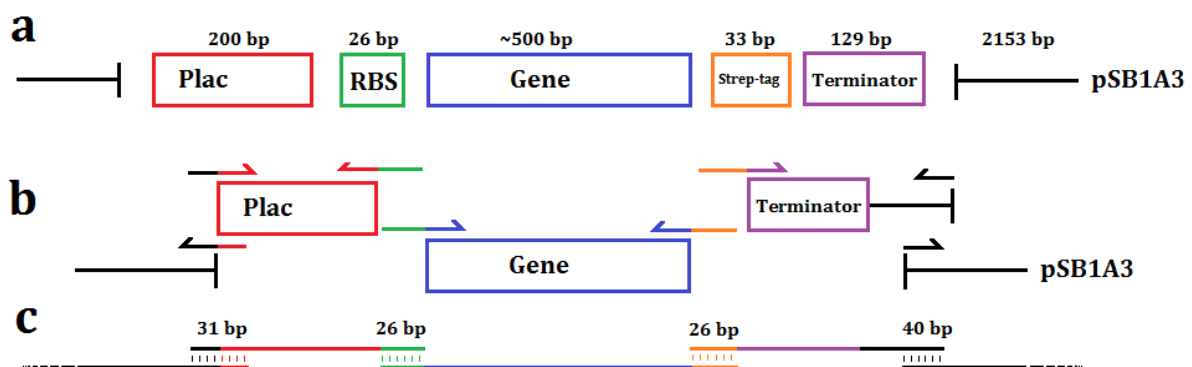 a
200 bp 26 bp ~500 bp 33 bp 129 bp 2153 bp
Plac RBS Gene Strep-tag Terminator pSB1A3
b
Plac Terminator
Gene pSB1A3
c
31 bp 26 bp 26 bp 40 bp